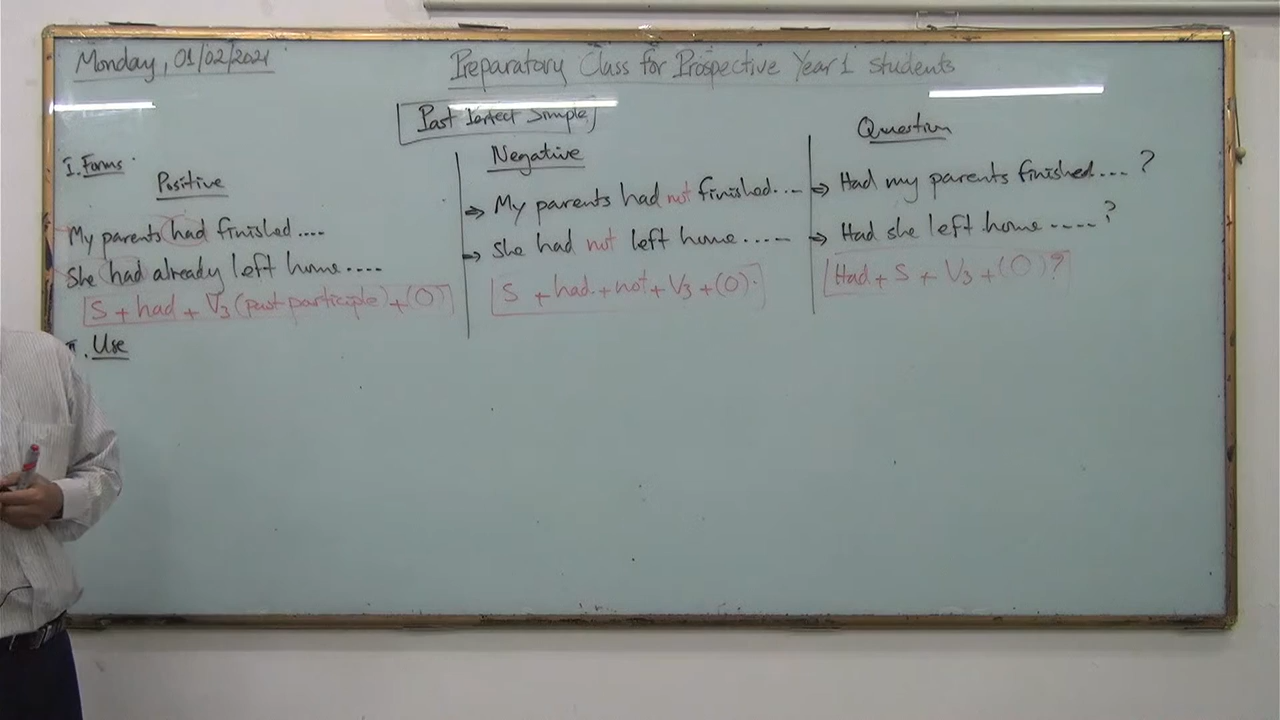 Monday, 01/02/2021
Preparatory Class for Prospective Year 1 students
Past Perfect Simple
I. Forms
Positive
My parents had finished ....
She had already left home ....
S + had + V3 (past participle) + (O)
Negative
⇒ My parents had not finished ....
⇒ She had not left home .....
S + had + not + V3 + (O).
Question
⇒ Had my parents finished .... ?
⇒ Had she left home ..... ?
Had + S + V3 + (O) ?
II. Use